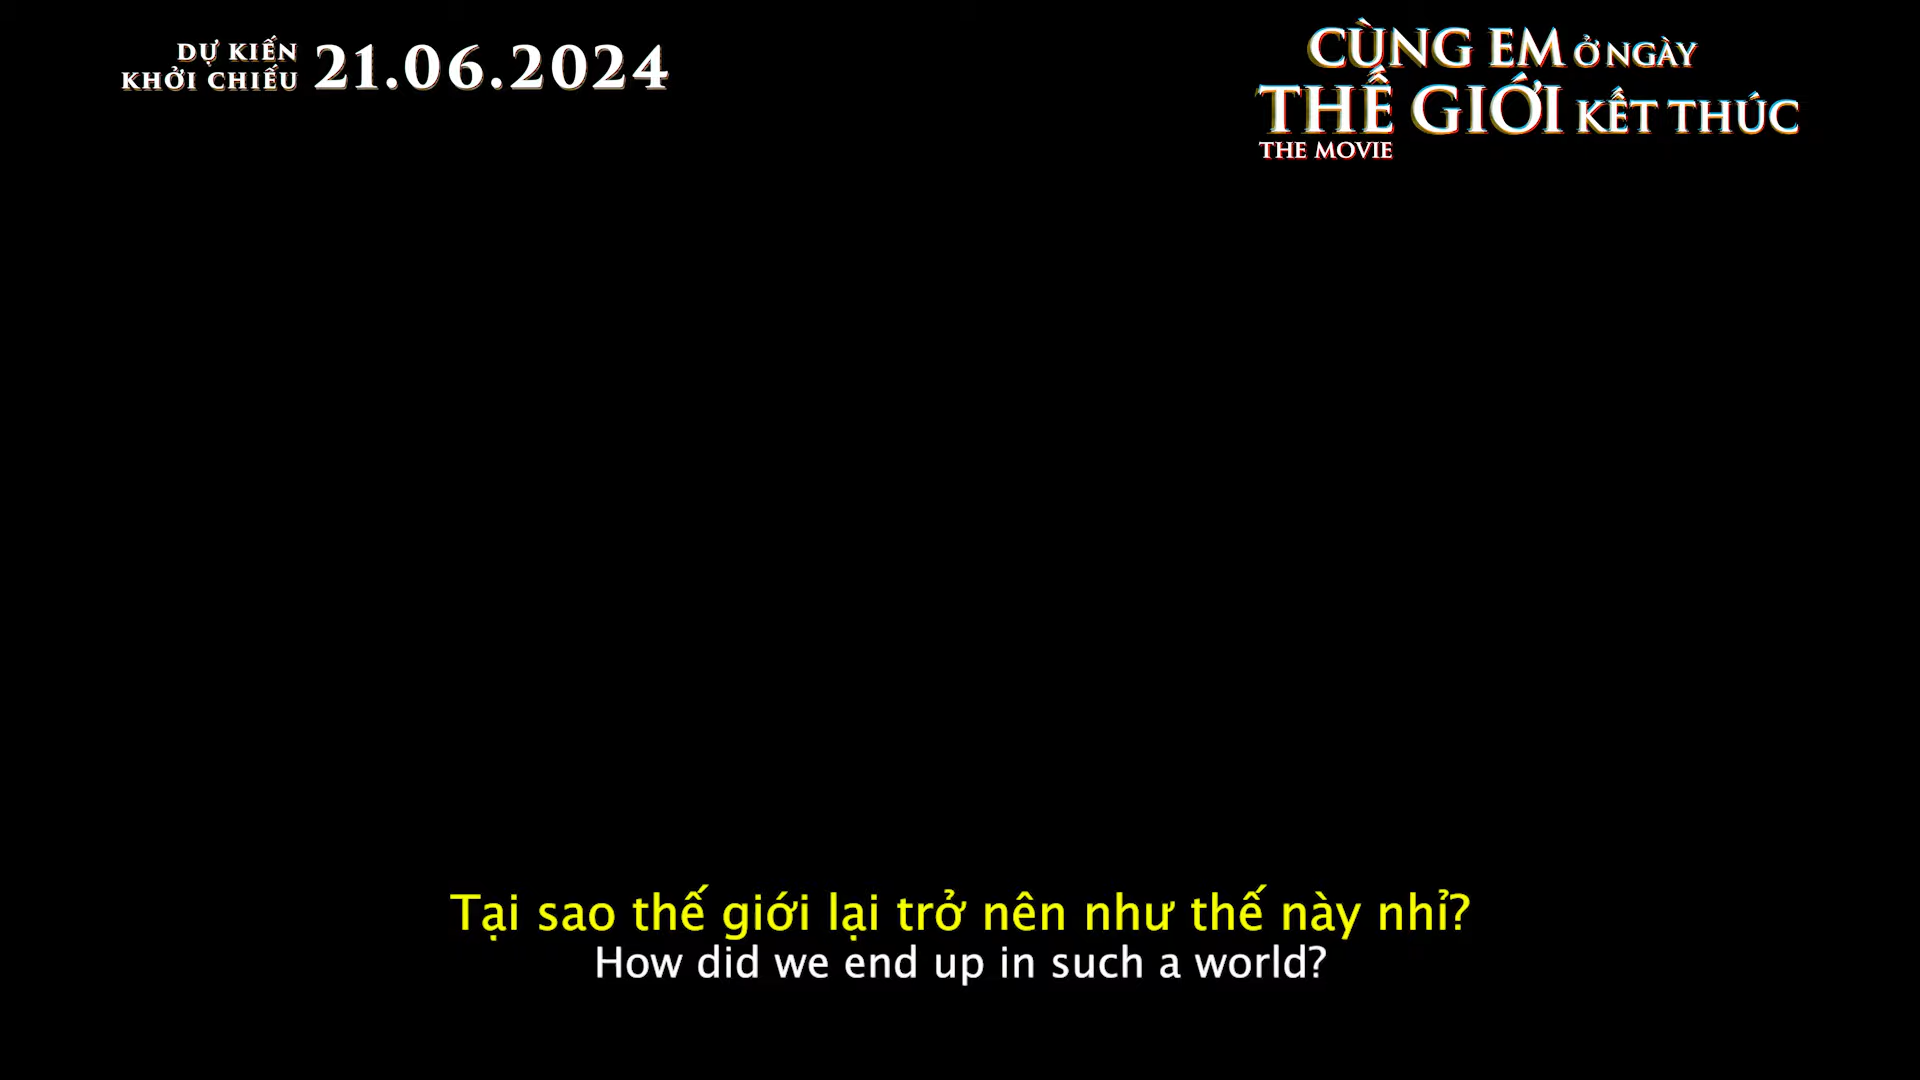 DỰ KIẾN
KHỞI CHIẾU 21.06.2024
CÙNG EM Ở NGÀY
THẾ GIỚI KẾT THÚC
THE MOVIE
Tại sao thế giới lại trở nên như thế này nhỉ?
How did we end up in such a world?